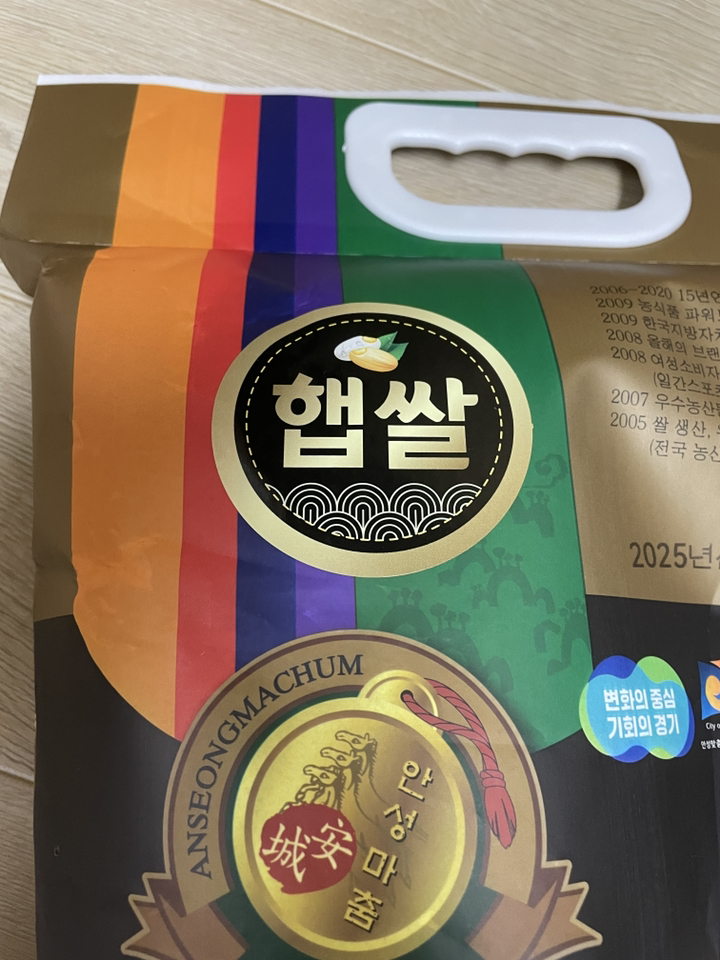 햅쌀
2006-2020 15년
2009 농식품 파워
2009 한국지방자치
2008 올해의 브랜
2008 여성소비자
(일간스포츠
2007 우수농산
2005 쌀 생산,
(전국 농산
2025년
변화의 중심
기회의 경기
City of
ANSEONGMACHUM
안성마춤
安城